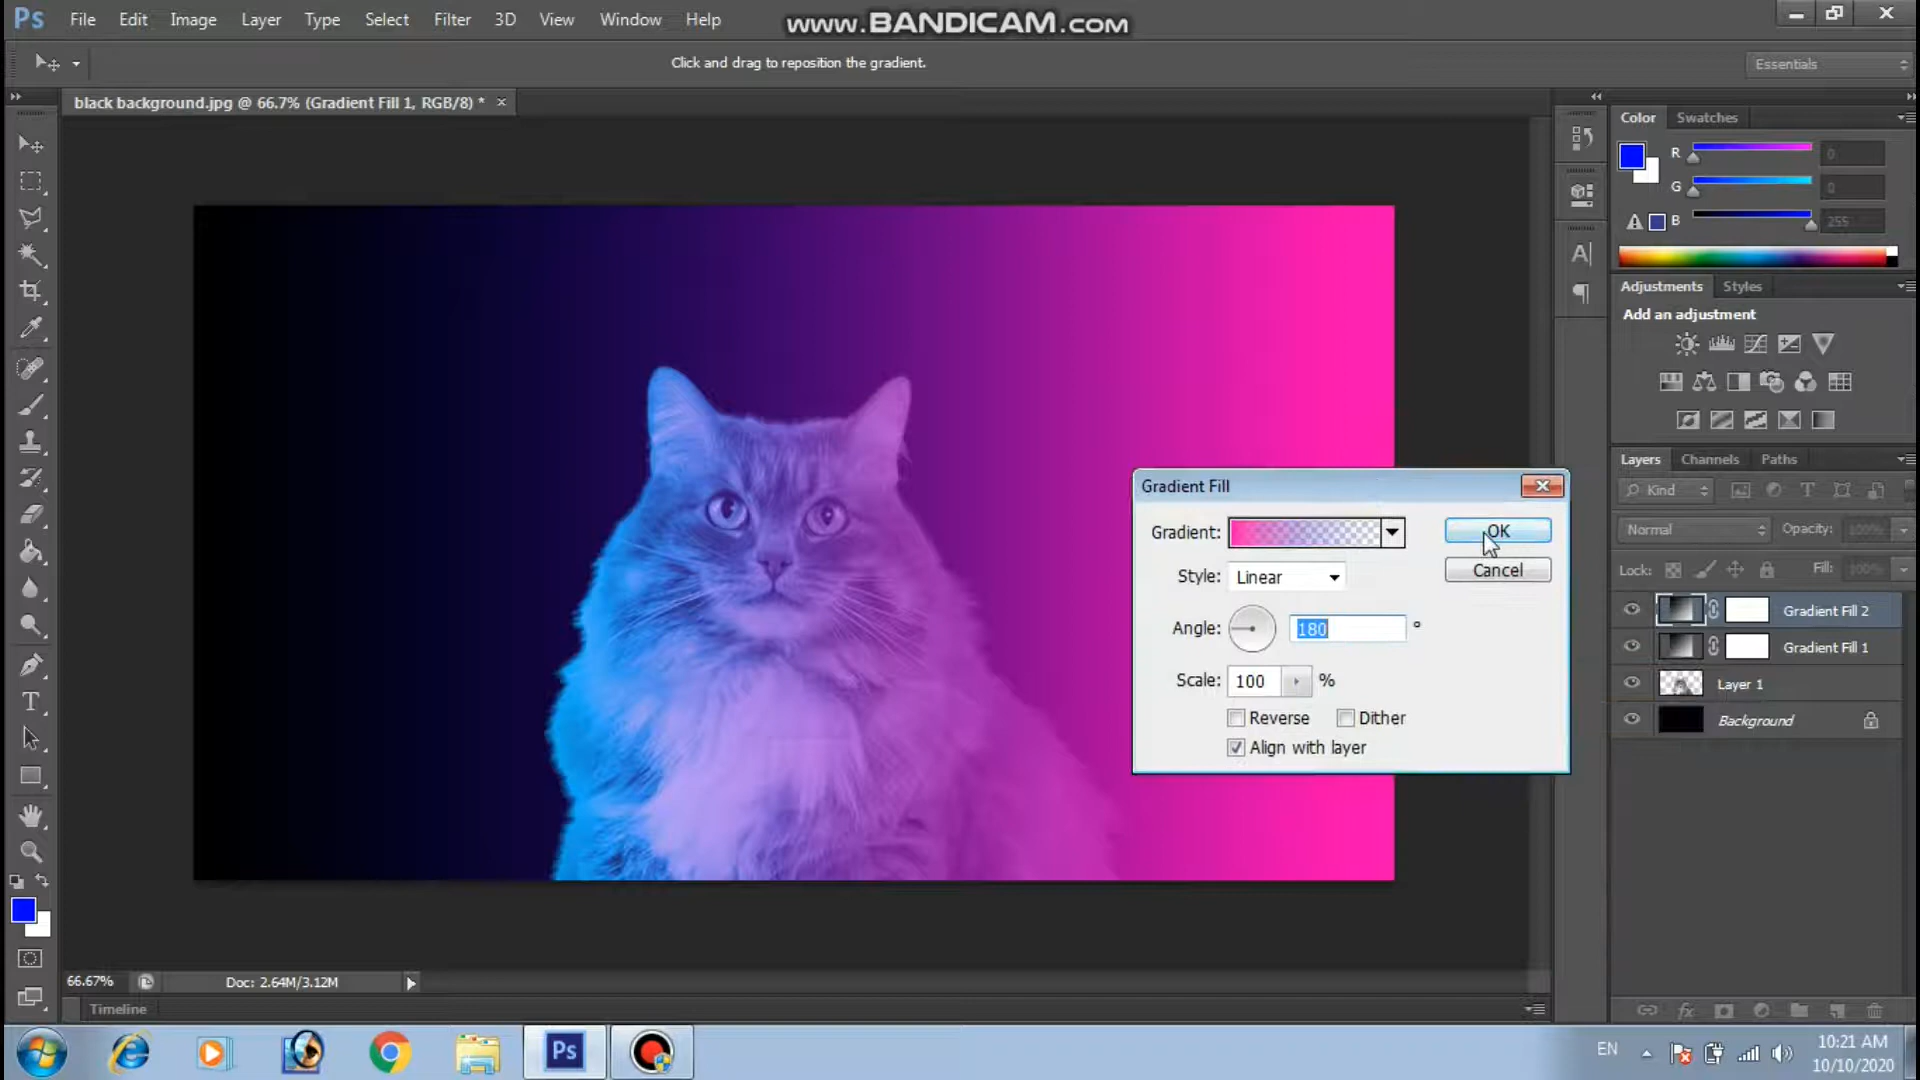 Ps File Edit Image Layer Type Select Filter 3D View Window Help
www.BANDICAM.com
Click and drag to reposition the gradient.
Essentials
black background.jpg @ 66.7% (Gradient Fill 1, RGB/8) *
Color Swatches
R 0
G 0
B 255
Adjustments Styles
Add an adjustment
Layers Channels Paths
Kind
Normal Opacity: 100%
Lock: Fill: 100%
Gradient Fill 2
Gradient Fill 1
Layer 1
Background
Gradient Fill
Gradient: OK
Style: Linear Cancel
Angle: 180 °
Scale: 100 %
Reverse Dither
Align with layer
66.67% Doc: 2.64M/3.12M
Timeline
Ps
EN
10:21 AM
10/10/2020